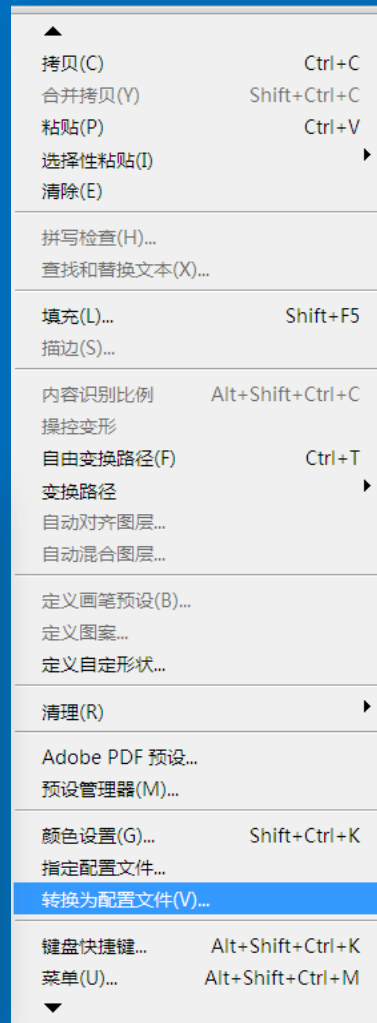 拷贝(C) Ctrl+C
合并拷贝(Y) Shift+Ctrl+C
粘贴(P) Ctrl+V
选择性粘贴(I)
清除(E)
拼写检查(H)...
查找和替换文本(X)...
填充(L)... Shift+F5
描边(S)...
内容识别比例 Alt+Shift+Ctrl+C
操控变形
自由变换路径(F) Ctrl+T
变换路径
自动对齐图层...
自动混合图层...
定义画笔预设(B)...
定义图案...
定义自定形状...
清理(R)
Adobe PDF 预设...
预设管理器(M)...
颜色设置(G)... Shift+Ctrl+K
指定配置文件...
转换为配置文件(V)...
键盘快捷键... Alt+Shift+Ctrl+K
菜单(U)... Alt+Shift+Ctrl+M